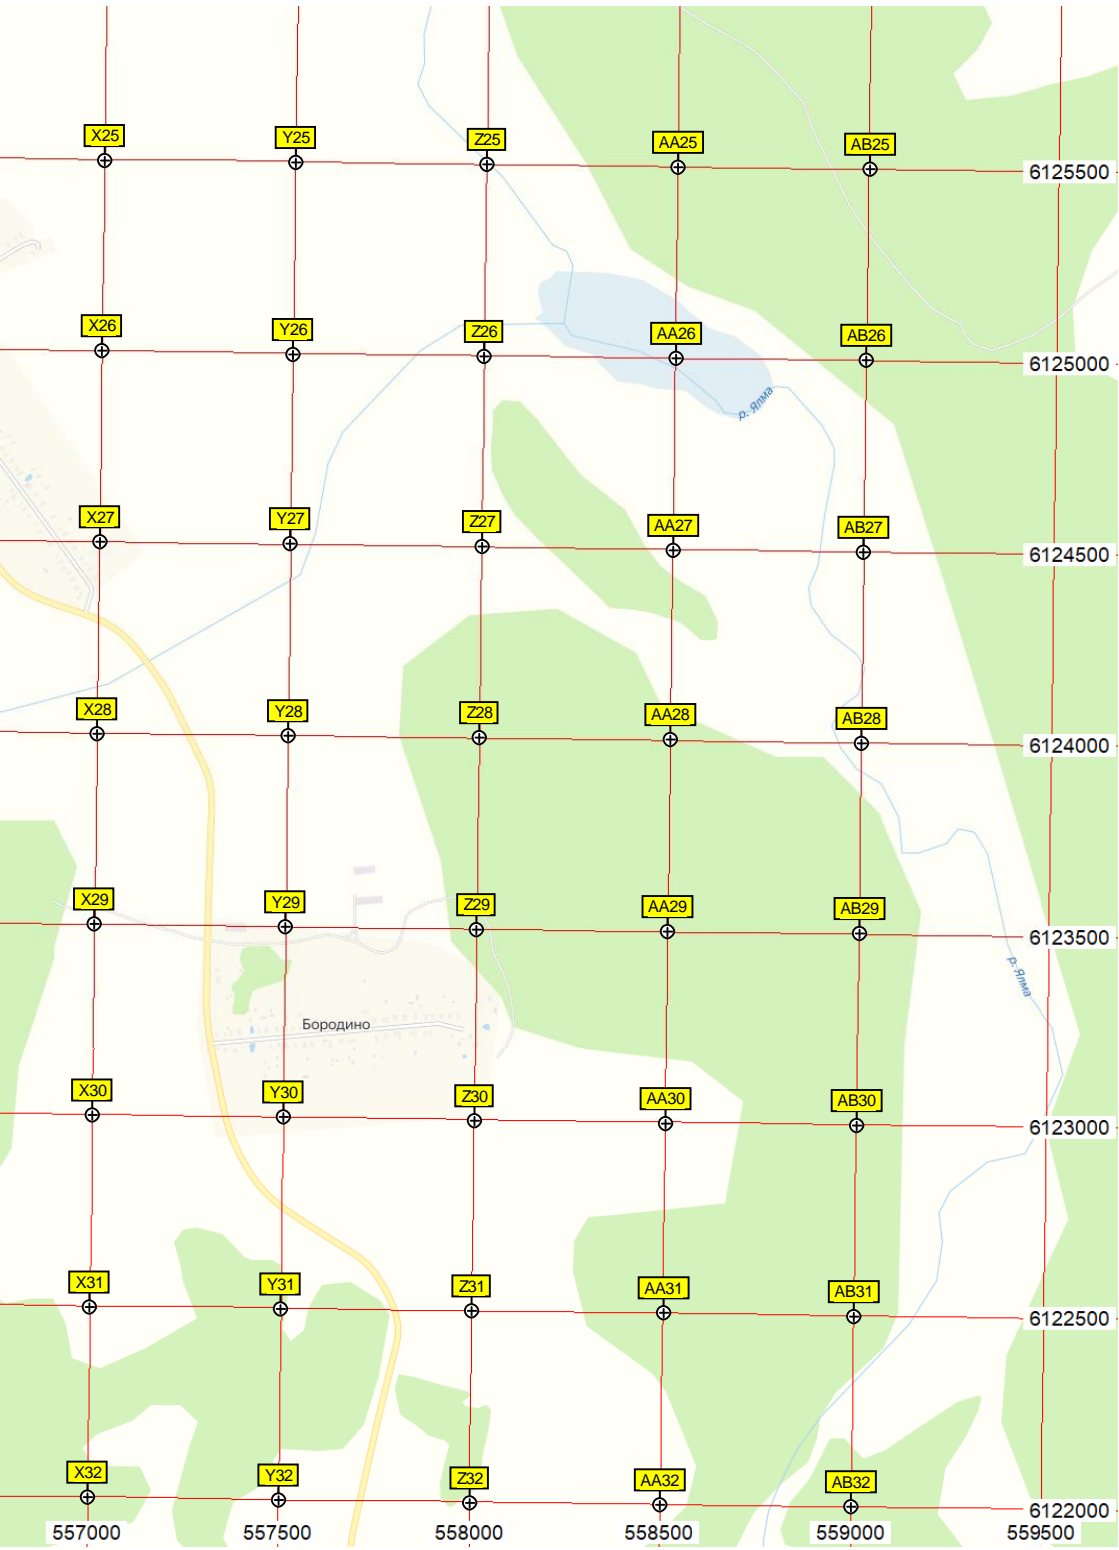 X25 Y25 Z25 AA25 AB25
6125500
X26 Y26 Z26 AA26 AB26
6125000
р. Ялма
X27 Y27 Z27 AA27 AB27
6124500
X28 Y28 Z28 AA28 AB28
6124000
X29 Y29 Z29 AA29 AB29
6123500
р. Ялма
Бородино
X30 Y30 Z30 AA30 AB30
6123000
X31 Y31 Z31 AA31 AB31
6122500
X32 Y32 Z32 AA32 AB32
6122000
557000 557500 558000 558500 559000 559500